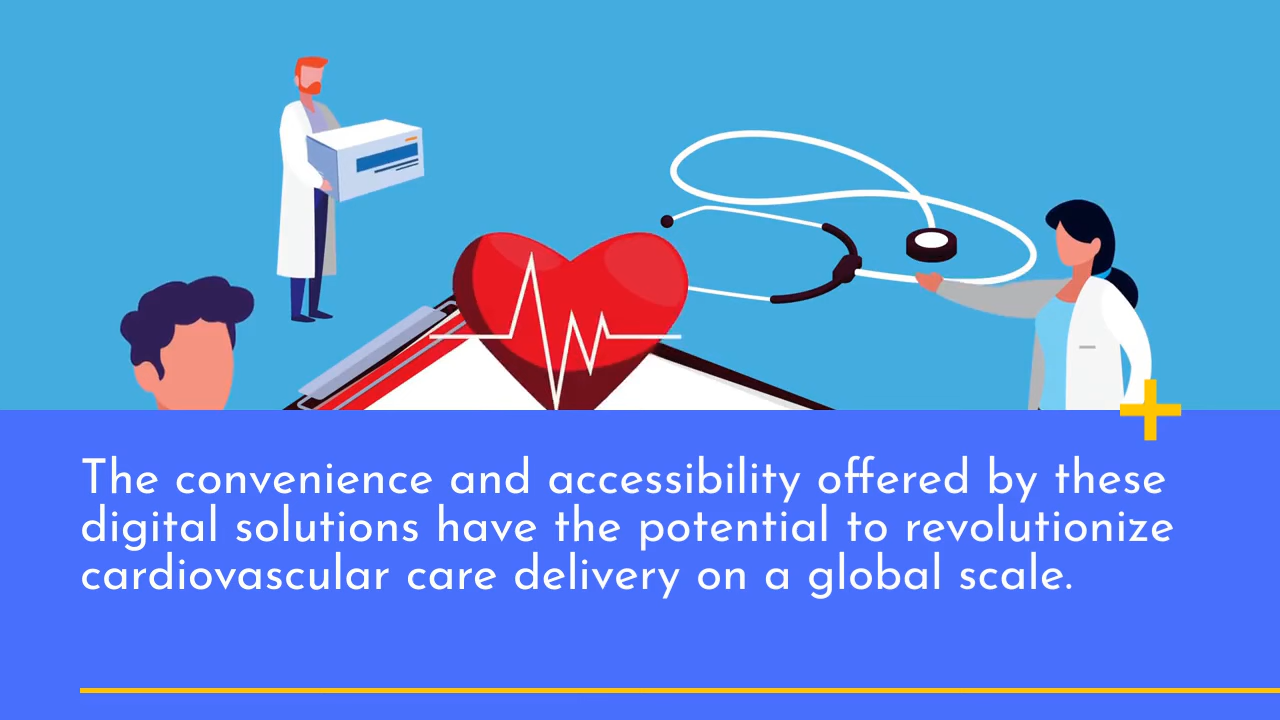 The convenience and accessibility offered by these
digital solutions have the potential to revolutionize
cardiovascular care delivery on a global scale.